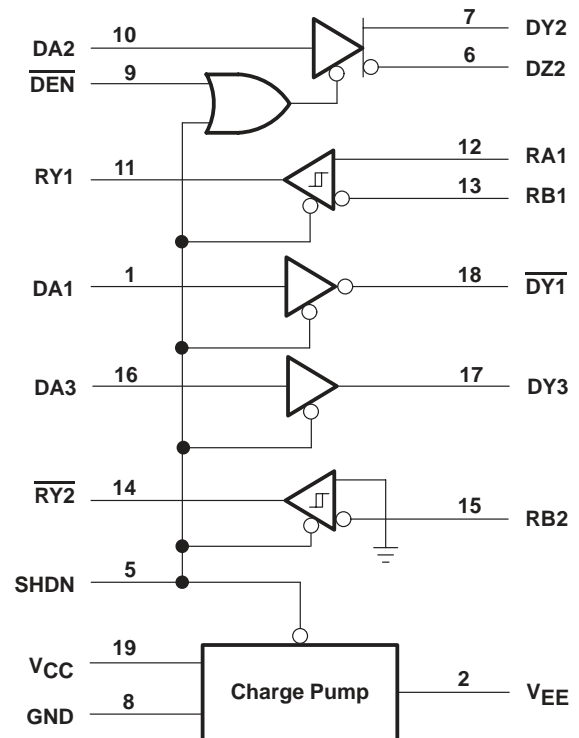 DA2 10 7 DY2
DEN 9 6 DZ2
RY1 11 12 RA1
13 RB1
DA1 1 18 DY1
DA3 16 17 DY3
RY2 14 15 RB2
SHDN 5
VCC 19
Charge Pump 2 VEE
GND 8